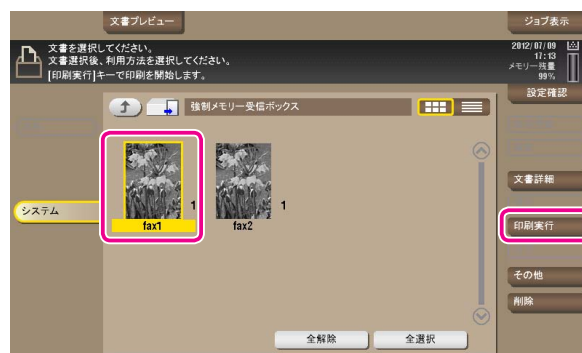 文書プレビュー
ジョブ表示
文書を選択してください。
文書選択後、利用方法を選択してください。
[印刷実行]キーで印刷を開始します。
2012/07/09
17:13
メモリー残量
99%
設定確認
強制メモリー受信ボックス
文書詳細
システム
1
1
fax1
fax2
印刷実行
その他
削除
全解除
全選択